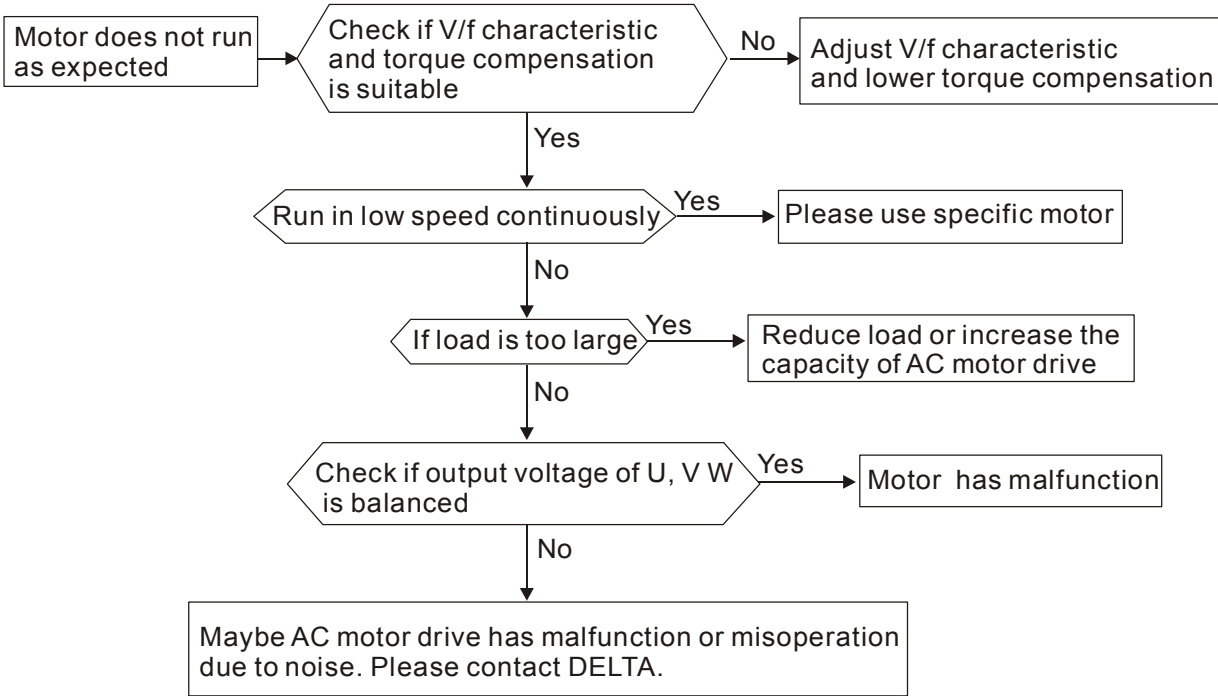 Motor does not run
as expected
Check if V/f characteristic
and torque compensation
is suitable
No
Adjust V/f characteristic
and lower torque compensation
Yes
Run in low speed continuously
Yes
Please use specific motor
No
If load is too large
Yes
Reduce load or increase the
capacity of AC motor drive
No
Check if output voltage of U, V W
is balanced
Yes
Motor has malfunction
No
Maybe AC motor drive has malfunction or misoperation
due to noise. Please contact DELTA.